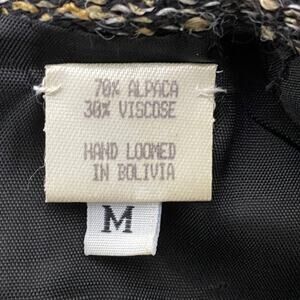 70% ALPACA
30% VISCOSE
HAND LOOMED
IN BOLIVIA
M